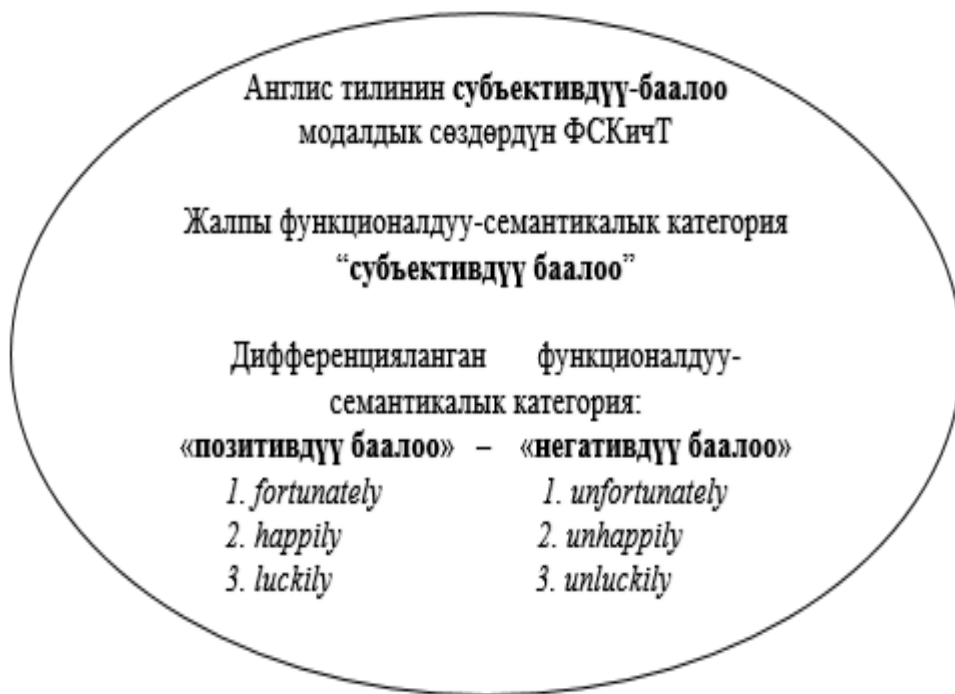 Англис тилинин субъективдүү-баалоо
модалдык сөздөрдүн ФСКичТ
Жалпы функционалдуу-семантикалык категория
“субъективдүү баалоо”
Дифференцияланган функционалдуу-
семантикалык категория:
«позитивдүү баалоо» – «негативдүү баалоо»
1. fortunately 1. unfortunately
2. happily 2. unhappily
3. luckily 3. unluckily